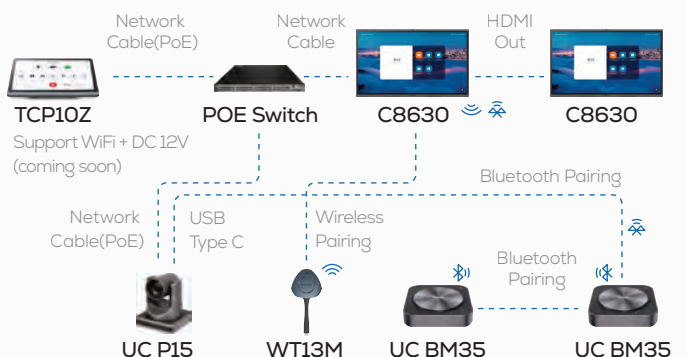 Network
Cable(PoE)
Network
Cable
HDMI
Out
TCP10Z
POE Switch
C8630
C8630
Support WiFi + DC 12V
(coming soon)
Bluetooth Pairing
Network
Cable(PoE)
USB
Type C
Wireless
Pairing
Bluetooth
Pairing
UC P15
WT13M
UC BM35
UC BM35